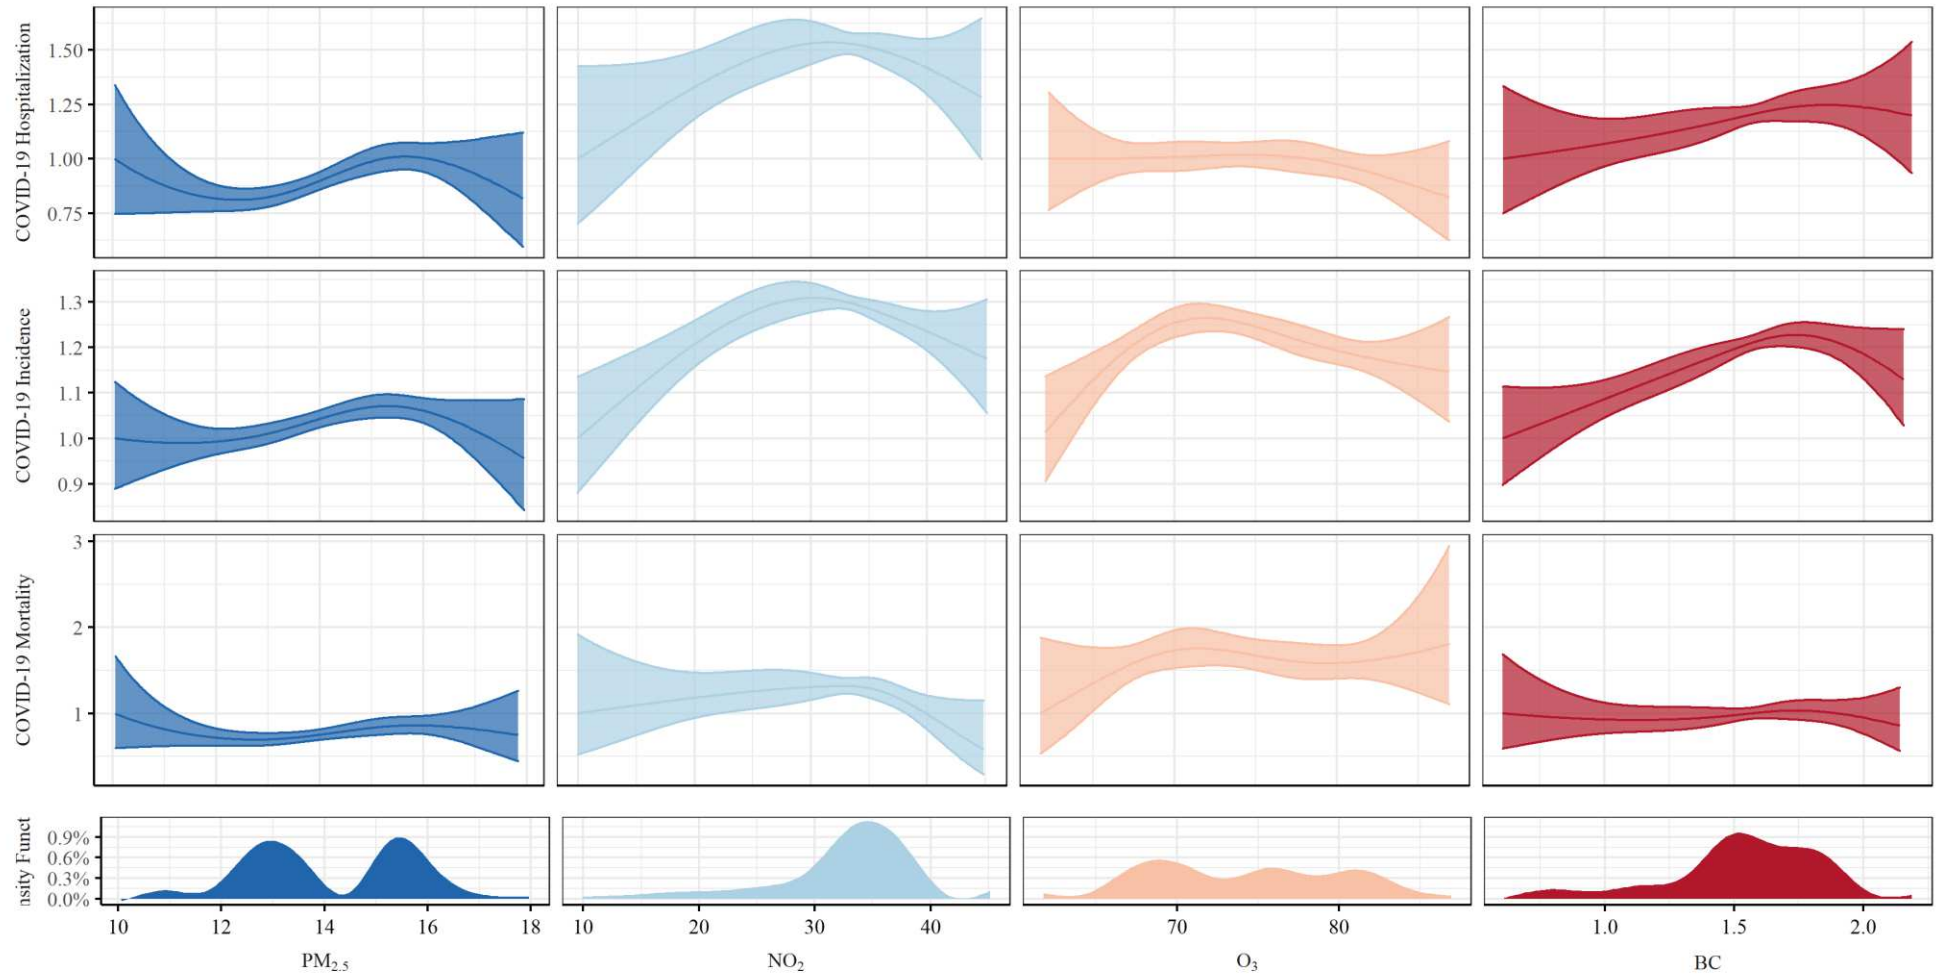 COVID-19 Hospitalization
1.50
1.25
1.00
0.75
COVID-19 Incidence
1.3
1.2
1.1
1.0
0.9
COVID-19 Mortality
3
2
1
nsity Funct
0.9%
0.6%
0.3%
0.0%
10 12 14 16 18
10 20 30 40
70 80
1.0 1.5 2.0
PM2.5 NO2 O3 BC